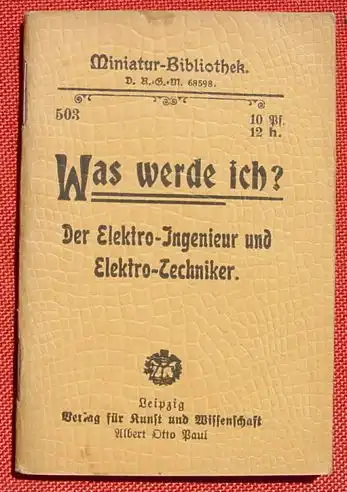 Miniatur-Bibliothek.
D. R.-G.-M. 68598.
503
10 Pf.
12 h.
Was werde ich?
Der Elektro-Ingenieur und
Elektro-Techniker.
Leipzig
Verlag für Kunst und Wissenschaft
Albert Otto Paul